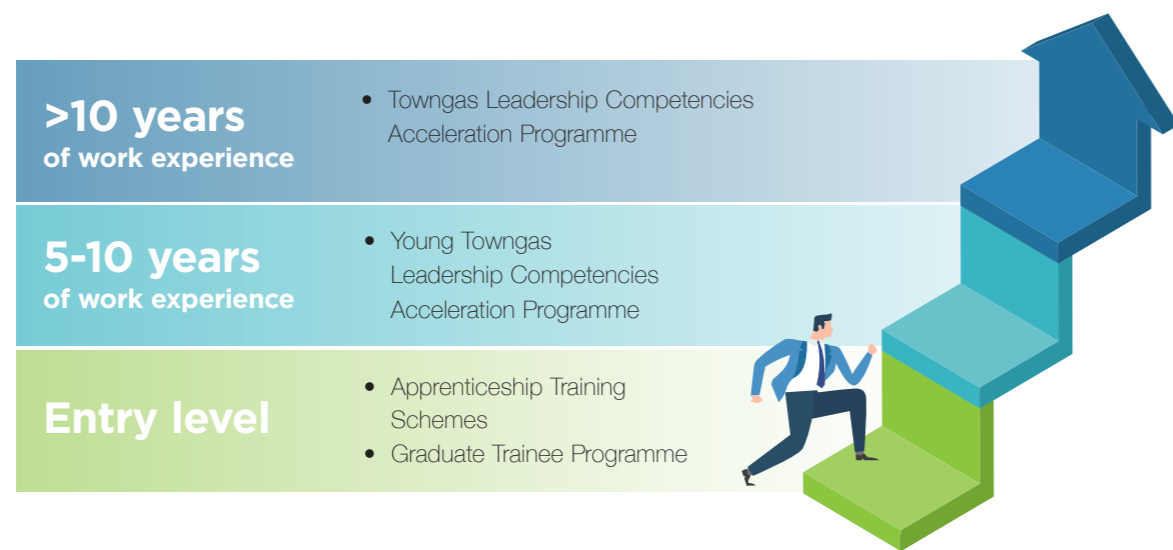 >10 years
of work experience
• Towngas Leadership Competencies
Acceleration Programme
5-10 years
of work experience
• Young Towngas
Leadership Competencies
Acceleration Programme
Entry level
• Apprenticeship Training
Schemes
• Graduate Trainee Programme